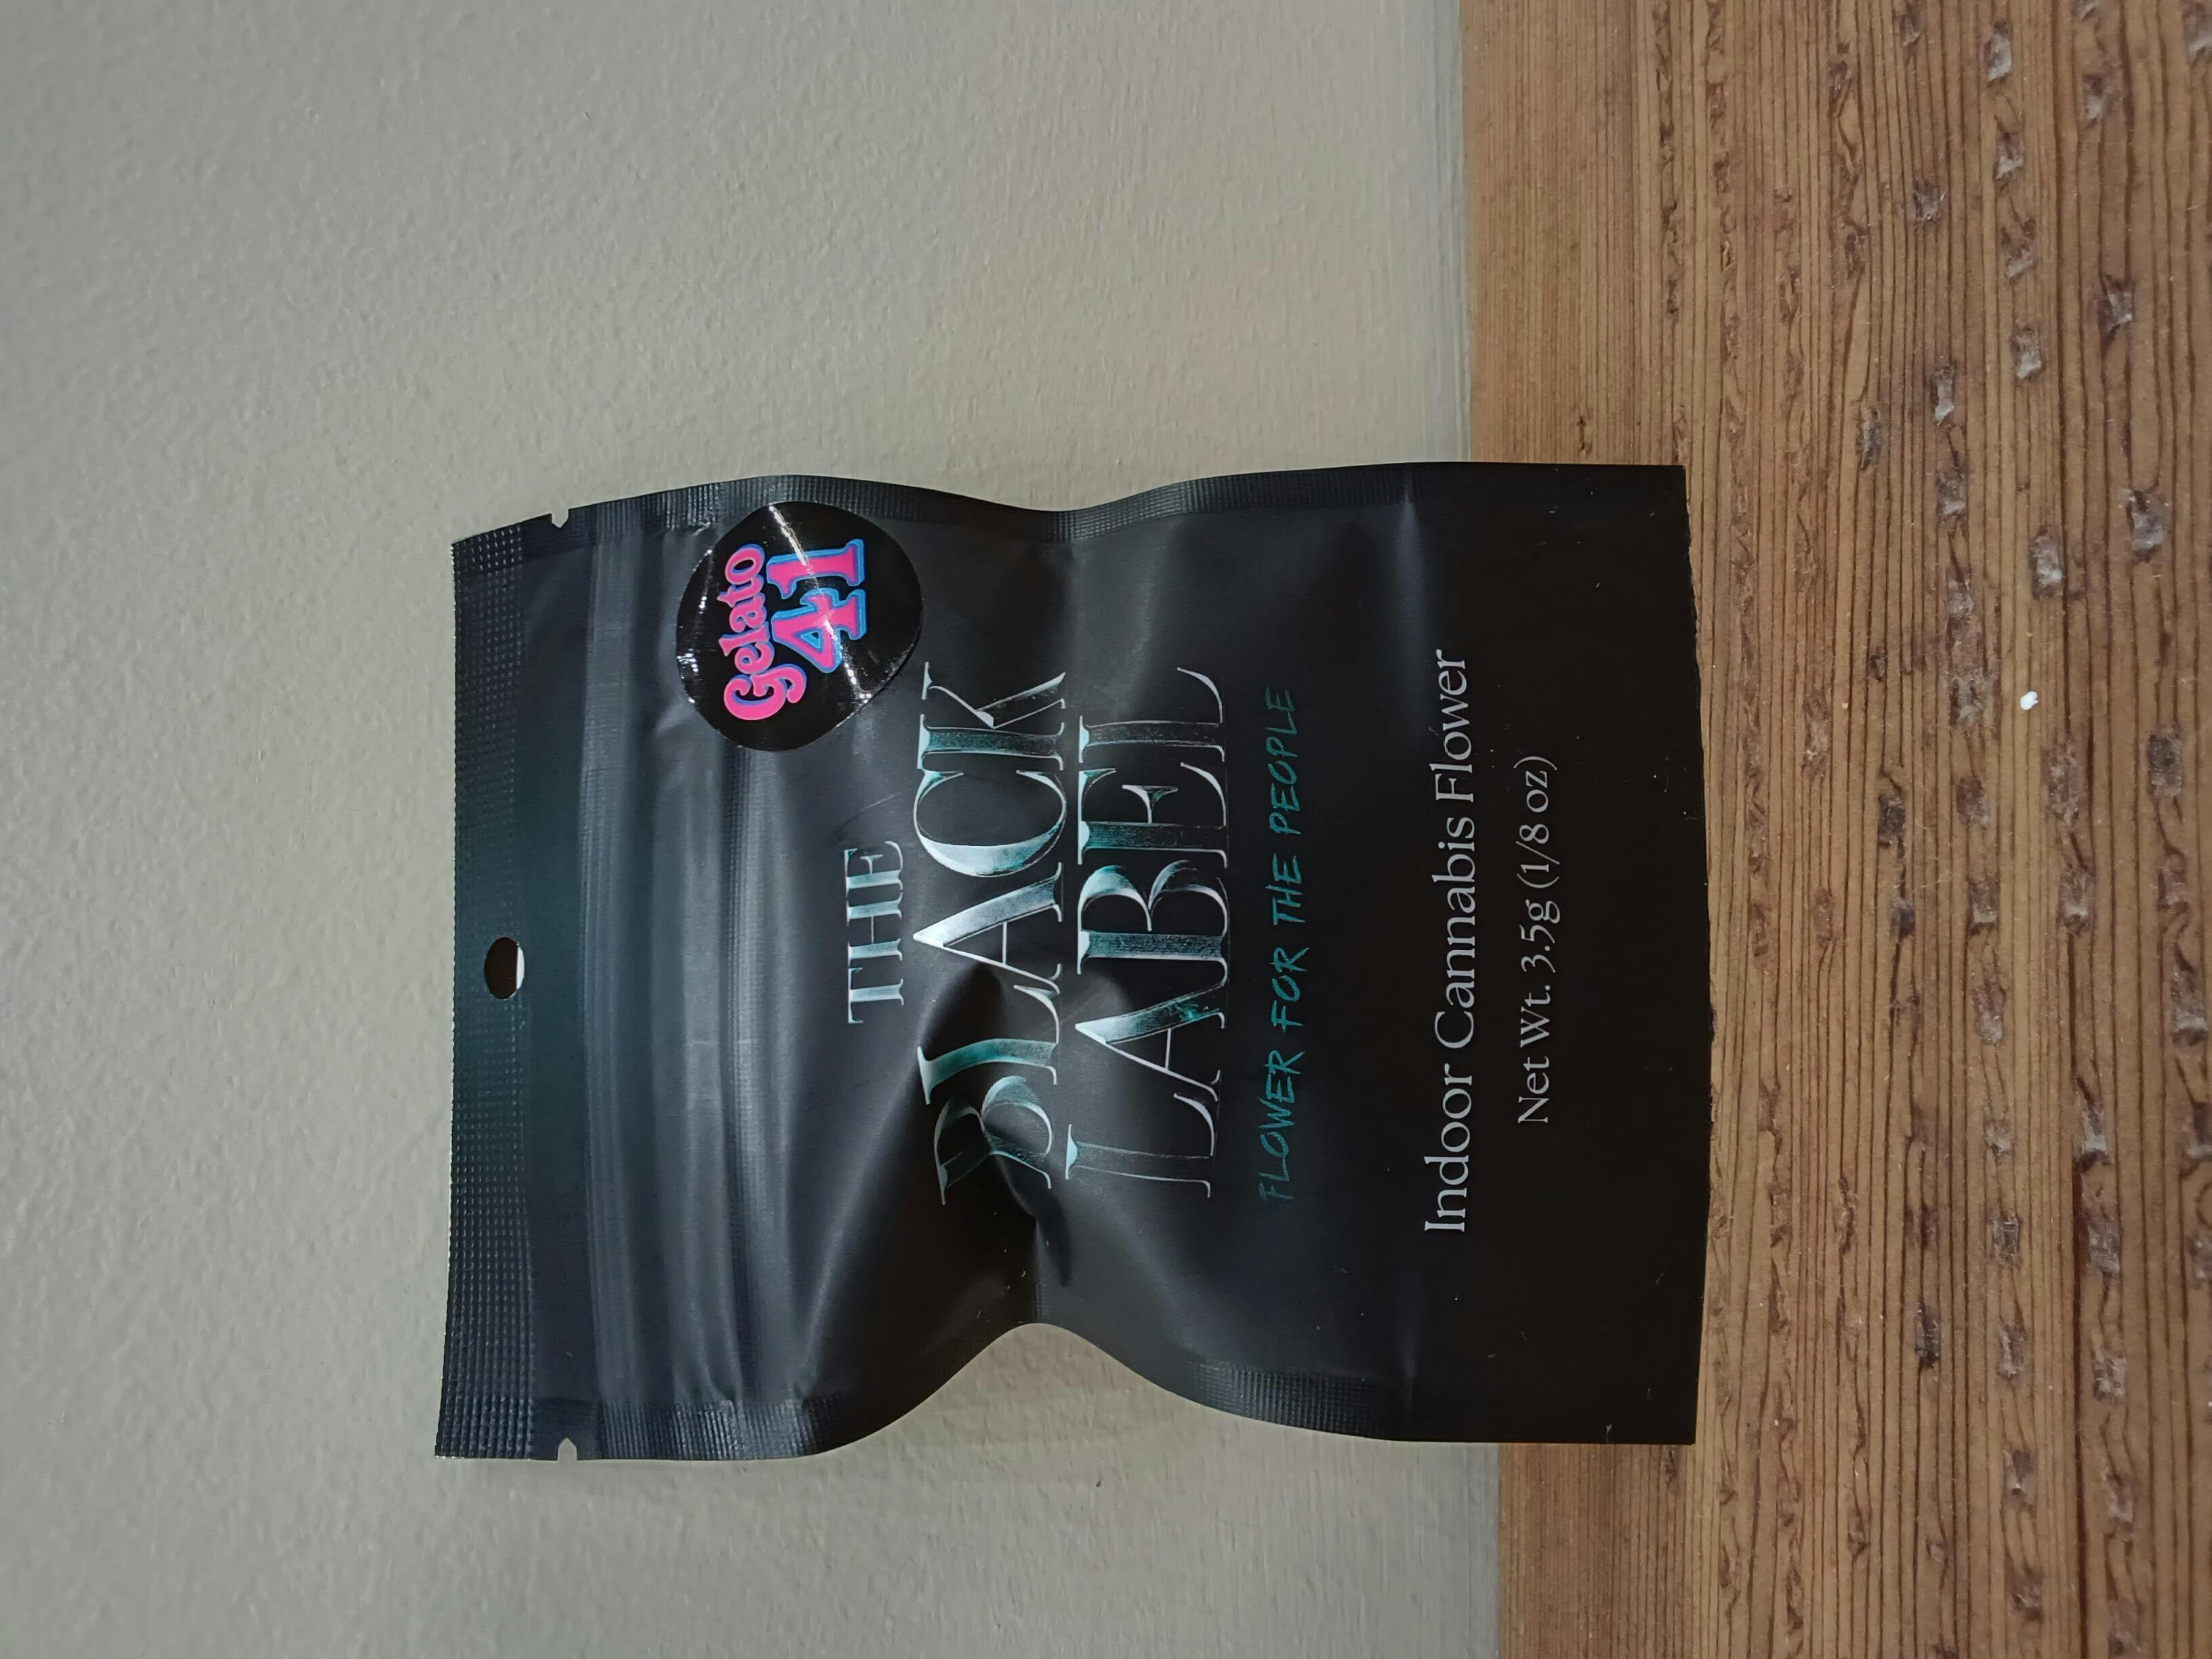 Gelato
41
THE
BLACK
LABEL
FLOWER FOR THE PEOPLE
Indoor Cannabis Flower
Net Wt. 3.5g (1/8 oz)